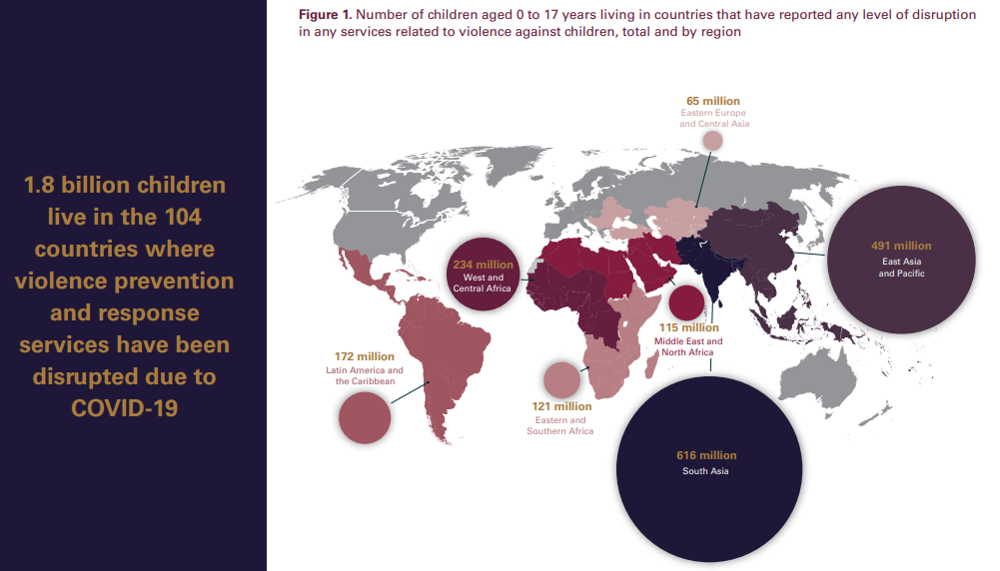 Figure 1. Number of children aged 0 to 17 years living in countries that have reported any level of disruption
in any services related to violence against children, total and by region
1.8 billion children
live in the 104
countries where
violence prevention
and response
services have been
disrupted due to
COVID-19
65 million
Eastern Europe
and Central Asia
491 million
East Asia
and Pacific
234 million
West and
Central Africa
115 million
Middle East and
North Africa
172 million
Latin America and
the Caribbean
121 million
Eastern and
Southern Africa
616 million
South Asia